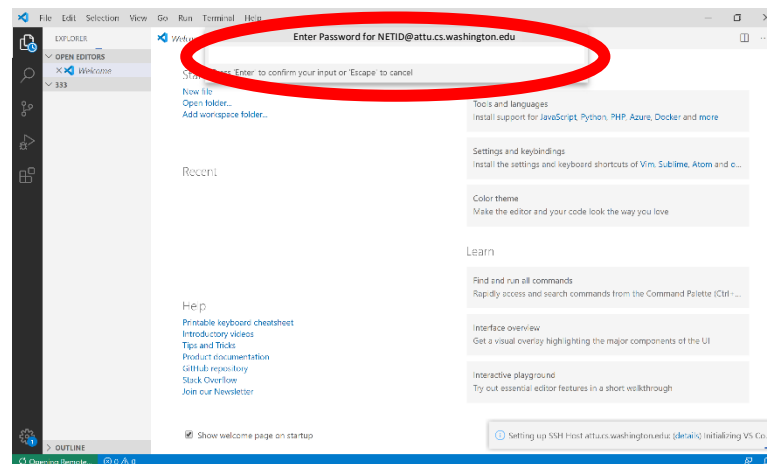 File Edit Selection View Go Run Terminal Help
Enter Password for NETID@attu.cs.washington.edu
Press 'Enter' to confirm your input or 'Escape' to cancel
EXPLORER
OPEN EDITORS
Welcome
333
OUTLINE
New file
Open folder...
Add workspace folder...
Recent
Help
Printable keyboard cheatsheet
Introductory videos
Tips and Tricks
Product documentation
GitHub repository
Stack Overflow
Join our Newsletter
Show welcome page on startup
Tools and languages
Install support for JavaScript, Python, PHP, Azure, Docker and more
Settings and keybindings
Install the settings and keyboard shortcuts of Vim, Sublime, Atom and o...
Color theme
Make the editor and your code look the way you love
Learn
Find and run all commands
Rapidly access and search commands from the Command Palette (Ctrl+...
Interface overview
Get a visual overlay highlighting the major components of the UI
Interactive playground
Try out essential editor features in a short walkthrough
Setting up SSH Host attu.cs.washington.edu: (details) Initializing VS Co...
Opening Remote... 0 0